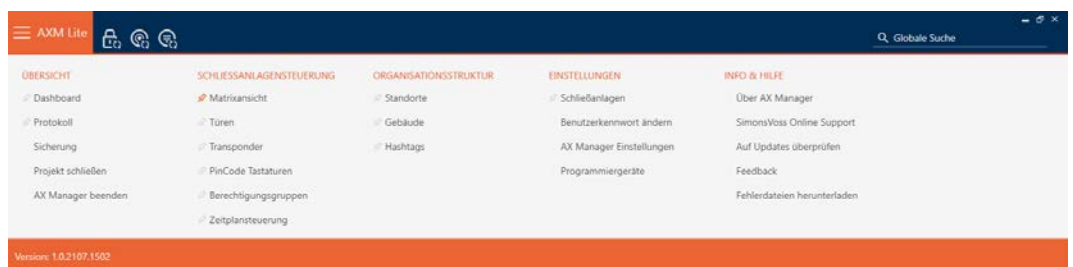 AXM Lite
Globale Suche
ÜBERSICHT
Dashboard
Protokoll
Sicherung
Projekt schließen
AX Manager beenden
SCHLIESSANLAGENSTEUERUNG
Matrixansicht
Türen
Transponder
PinCode Tastaturen
Berechtigungsgruppen
Zeitplansteuerung
ORGANISATIONSSTRUKTUR
Standorte
Gebäude
Hashtags
EINSTELLUNGEN
Schließanlagen
Benutzerkennwort ändern
AX Manager Einstellungen
Programmiergeräte
INFO & HILFE
Über AX Manager
SimonsVoss Online Support
Auf Updates überprüfen
Feedback
Fehlerdateien herunterladen
Version: 1.0.2107.1502